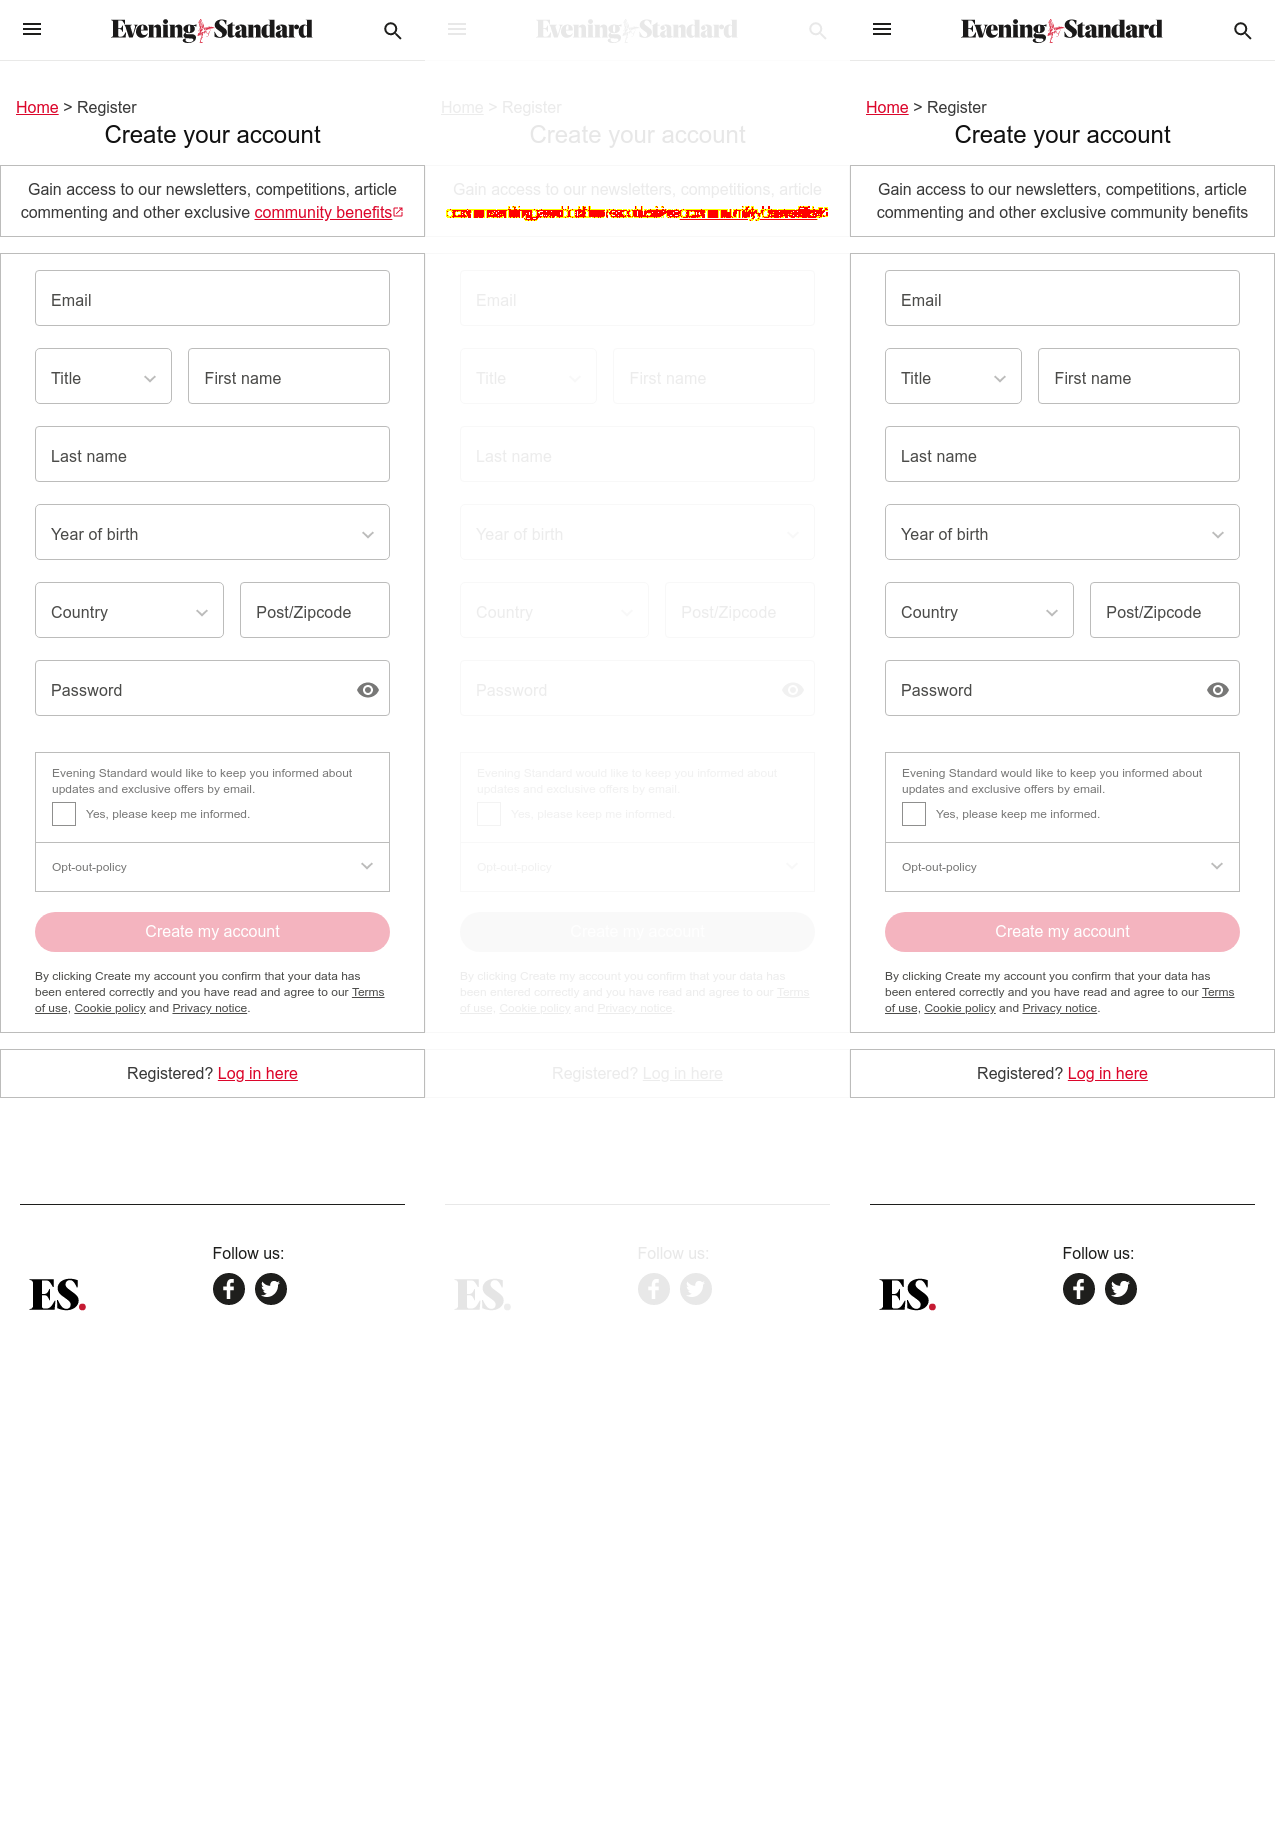 Evening Standard
Home > Register
Create your account
Gain access to our newsletters, competitions, article
commenting and other exclusive community benefits
Email
Title
First name
Last name
Year of birth
Country
Post/Zipcode
Password
Evening Standard would like to keep you informed about
updates and exclusive offers by email.
Yes, please keep me informed.
Opt-out-policy
Create my account
By clicking Create my account you confirm that your data has
been entered correctly and you have read and agree to our Terms
of use, Cookie policy and Privacy notice.
Registered? Log in here
Follow us:
ES.
Evening Standard
Home > Register
Create your account
Gain access to our newsletters, competitions, article
commenting and other exclusive community benefits
Email
Title
First name
Last name
Year of birth
Country
Post/Zipcode
Password
Evening Standard would like to keep you informed about
updates and exclusive offers by email.
Yes, please keep me informed.
Opt-out-policy
Create my account
By clicking Create my account you confirm that your data has
been entered correctly and you have read and agree to our Terms
of use, Cookie policy and Privacy notice.
Registered? Log in here
Follow us:
ES.
Evening Standard
Home > Register
Create your account
Gain access to our newsletters, competitions, article
commenting and other exclusive community benefits
Email
Title
First name
Last name
Year of birth
Country
Post/Zipcode
Password
Evening Standard would like to keep you informed about
updates and exclusive offers by email.
Yes, please keep me informed.
Opt-out-policy
Create my account
By clicking Create my account you confirm that your data has
been entered correctly and you have read and agree to our Terms
of use, Cookie policy and Privacy notice.
Registered? Log in here
Follow us:
ES.